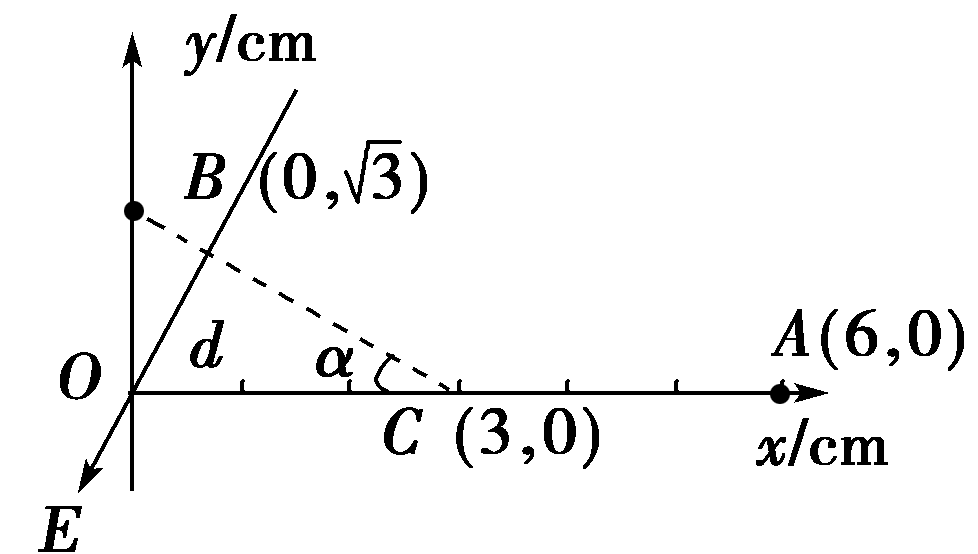 y/cm
B (0,√3)
d
α
A(6,0)
O
C (3,0)
x/cm
E